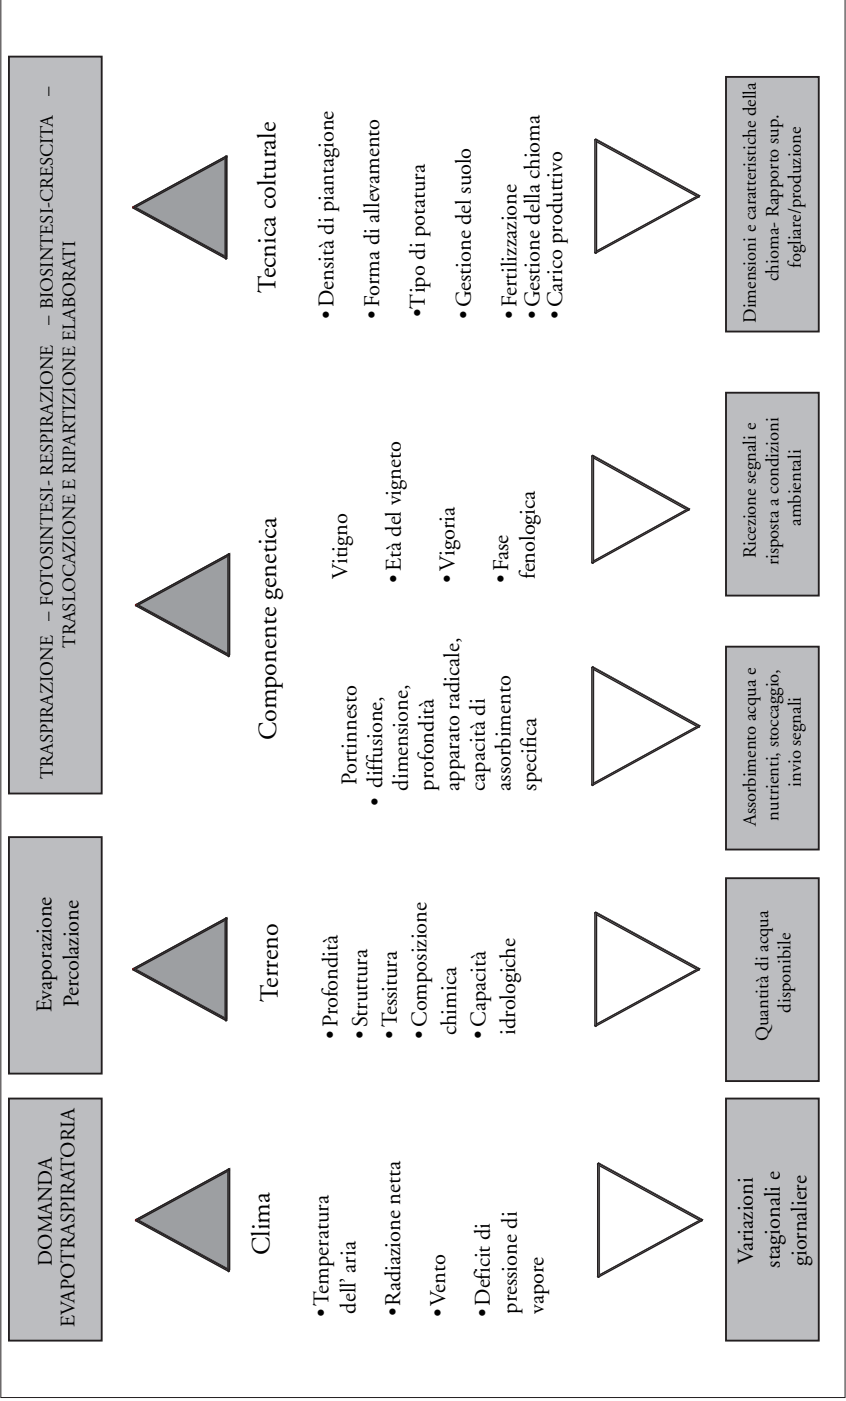 DOMANDA
EVAPOTRASPIRATORIA
Evaporazione
Percolazione
TRASPIRAZIONE – FOTOSINTESI- RESPIRAZIONE – BIOSINTESI-CRESCITA –
TRASLOCAZIONE E RIPARTIZIONE ELABORATI
Clima
•Temperatura
dell' aria
•Radiazione netta
•Vento
•Deficit di
pressione di
vapore
Terreno
•Profondità
•Struttura
•Tessitura
•Composizione
chimica
•Capacità
idrologiche
Componente genetica
Portinnesto
• diffusione,
dimensione,
profondità
apparato radicale,
capacità di
assorbimento
specifica
Vitigno
•Età del vigneto
•Vigoria
•Fase
fenologica
Tecnica colturale
•Densità di piantagione
•Forma di allevamento
•Tipo di potatura
•Gestione del suolo
•Fertilizzazione
•Gestione della chioma
•Carico produttivo
Variazioni
stagionali e
giornaliere
Quantità di acqua
disponibile
Assorbimento acqua e
nutrienti, stoccaggio,
invio segnali
Ricezione segnali e
risposta a condizioni
ambientali
Dimensioni e caratteristiche della
chioma- Rapporto sup.
fogliare/produzione